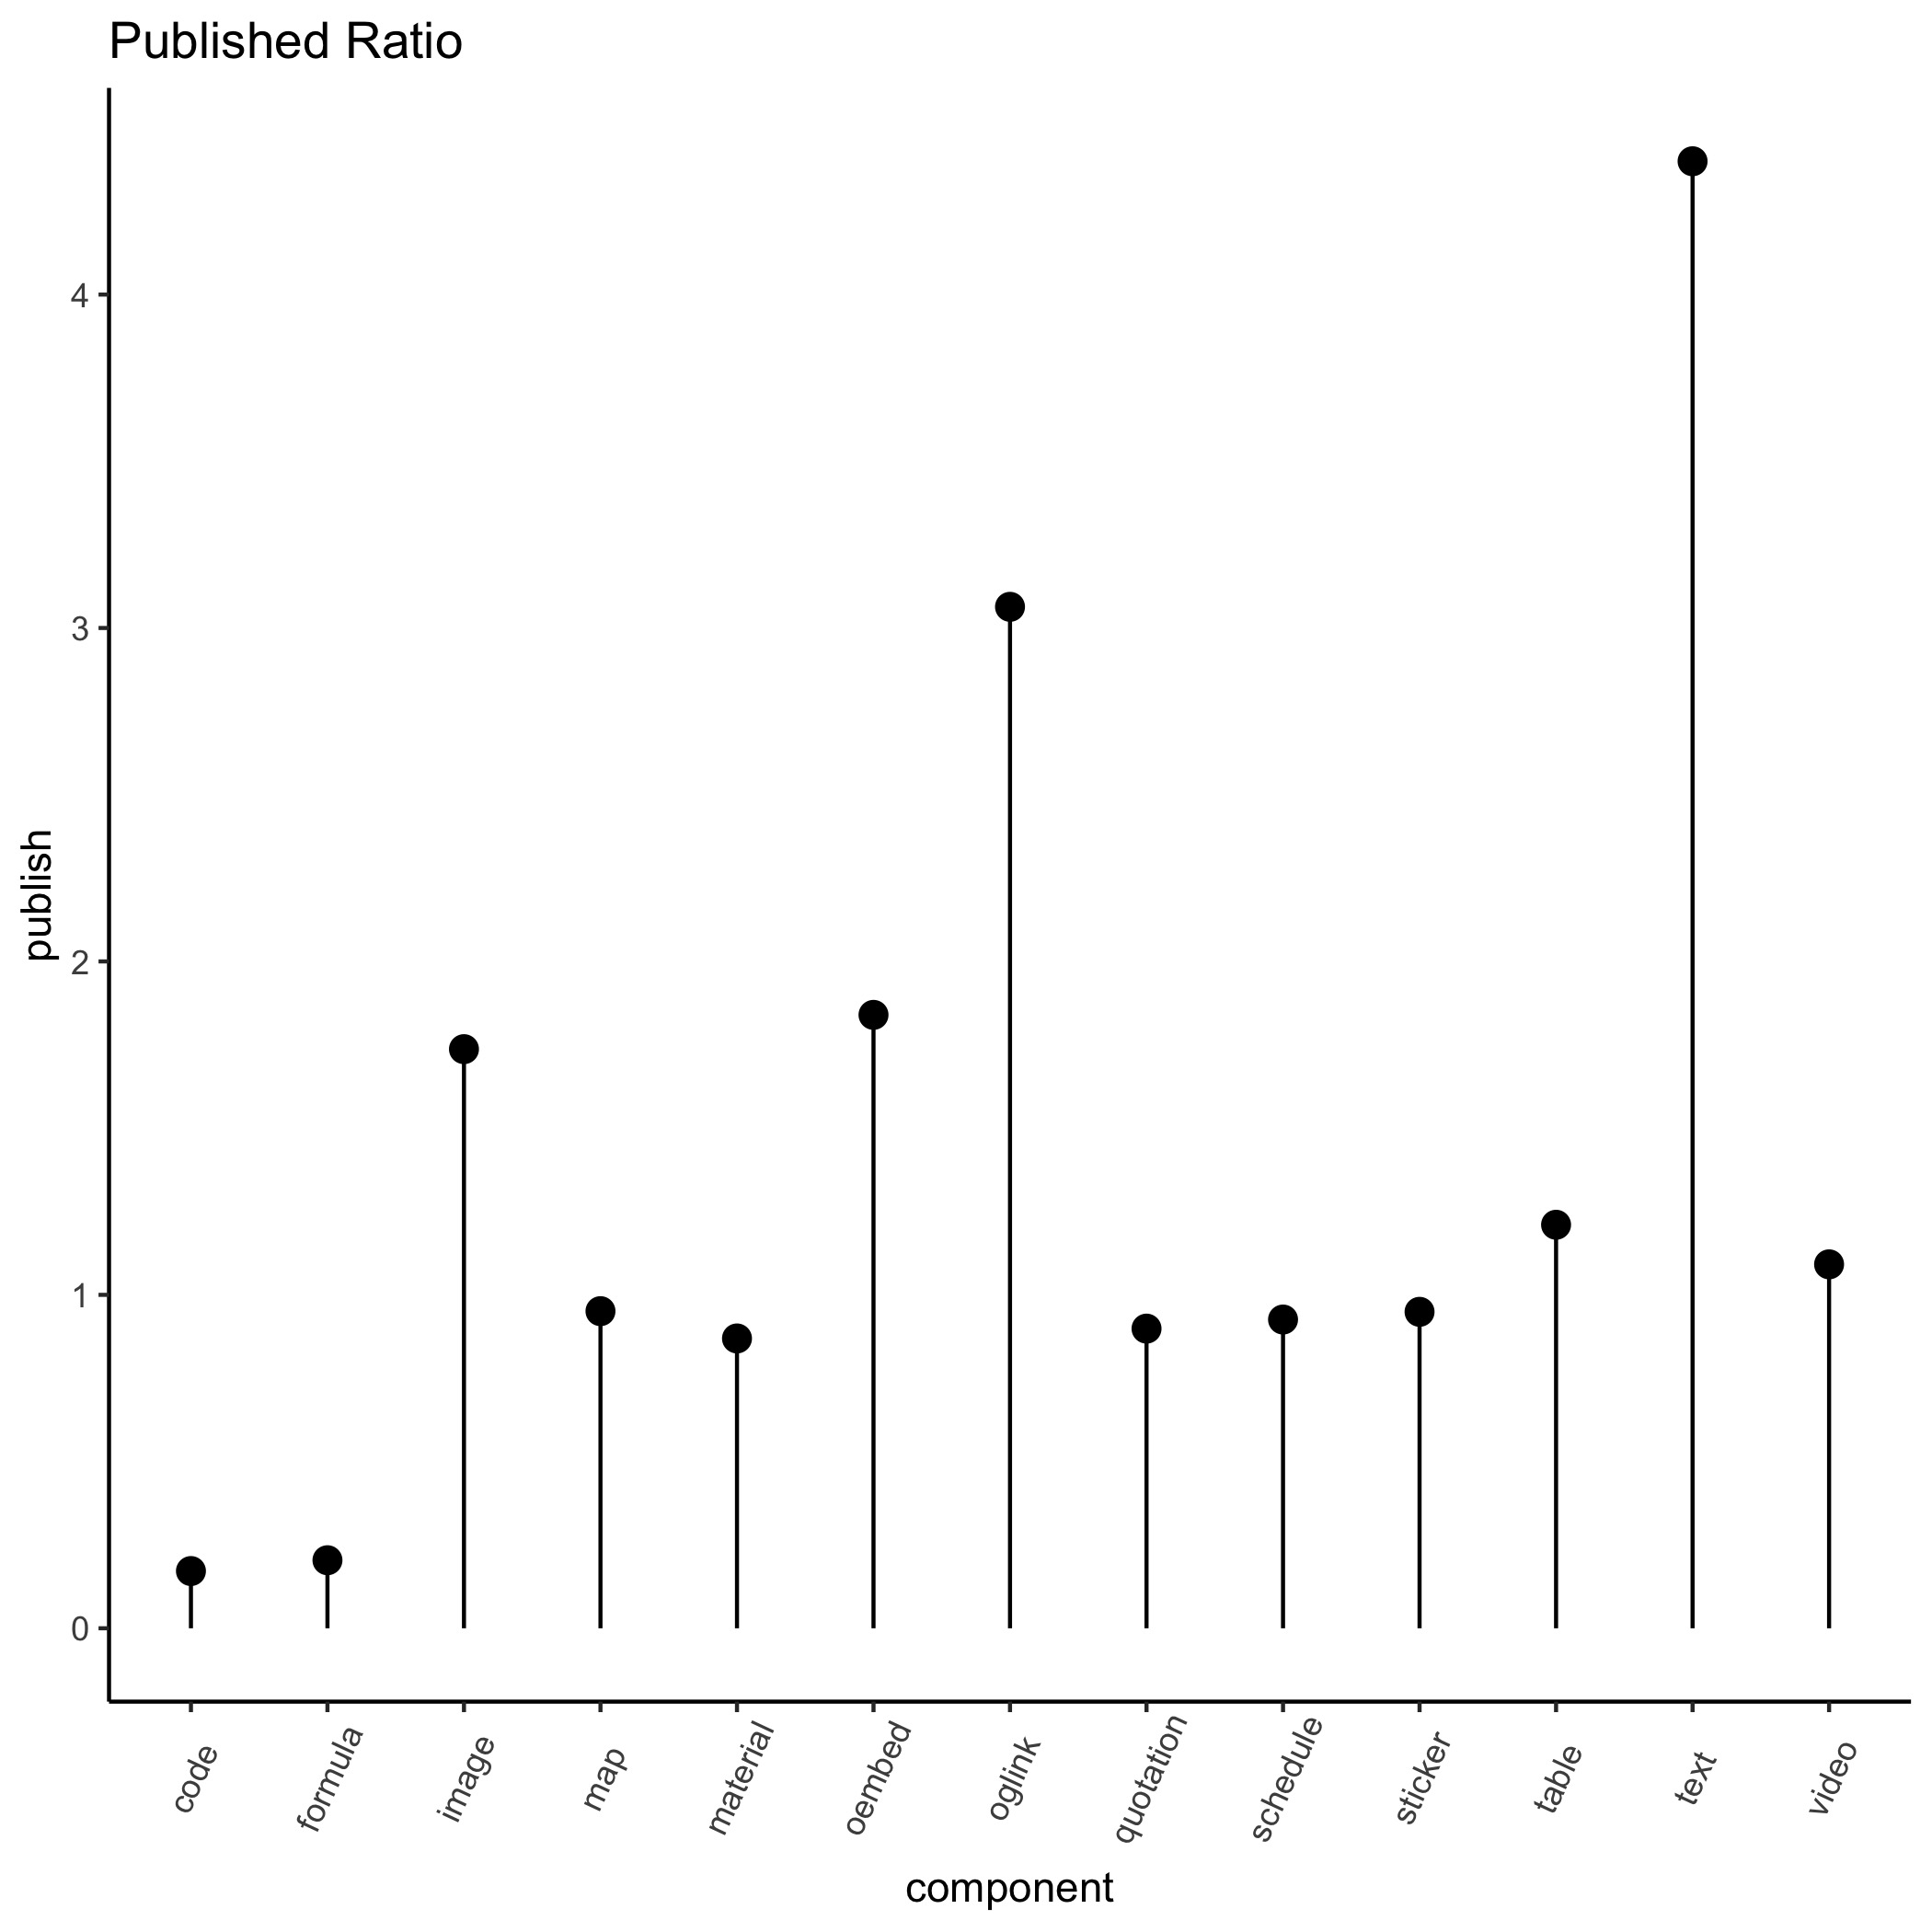 Published Ratio
publish
4
3
2
1
0
code
formula
image
map
material
oembed
oglink
quotation
schedule
sticker
table
text
video
component